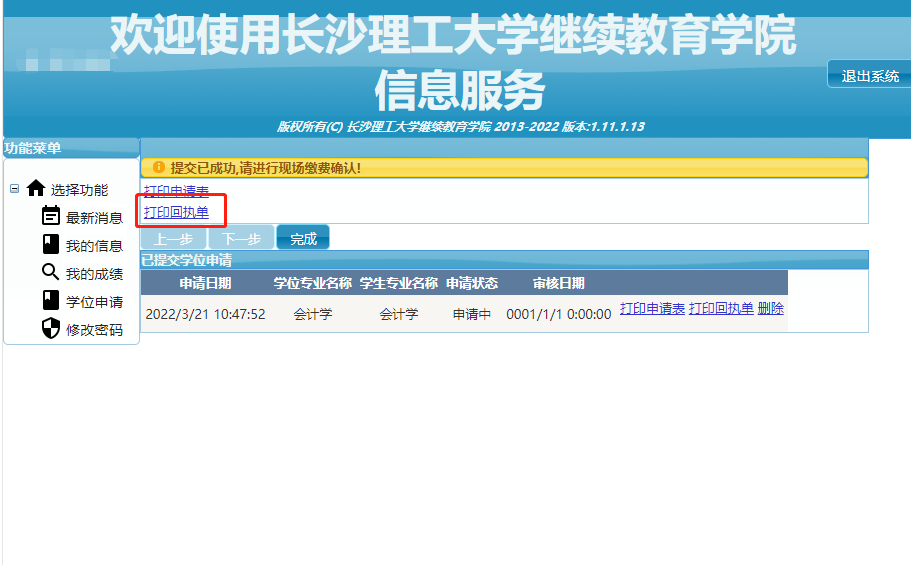 欢迎使用长沙理工大学继续教育学院
信息服务
退出系统
版权所有(C) 长沙理工大学继续教育学院 2013-2022 版本:1.11.1.13
功能菜单
提交已成功,请进行现场缴费确认!
打印申请表
打印回执单
上一步 下一步 完成
选择功能
最新消息
我的信息
我的成绩
学位申请
修改密码
已提交学位申请
申请日期 学位专业名称 学生专业名称 申请状态 审核日期
2022/3/21 10:47:52 会计学 会计学 申请中 0001/1/1 0:00:00 打印申请表 打印回执单 删除